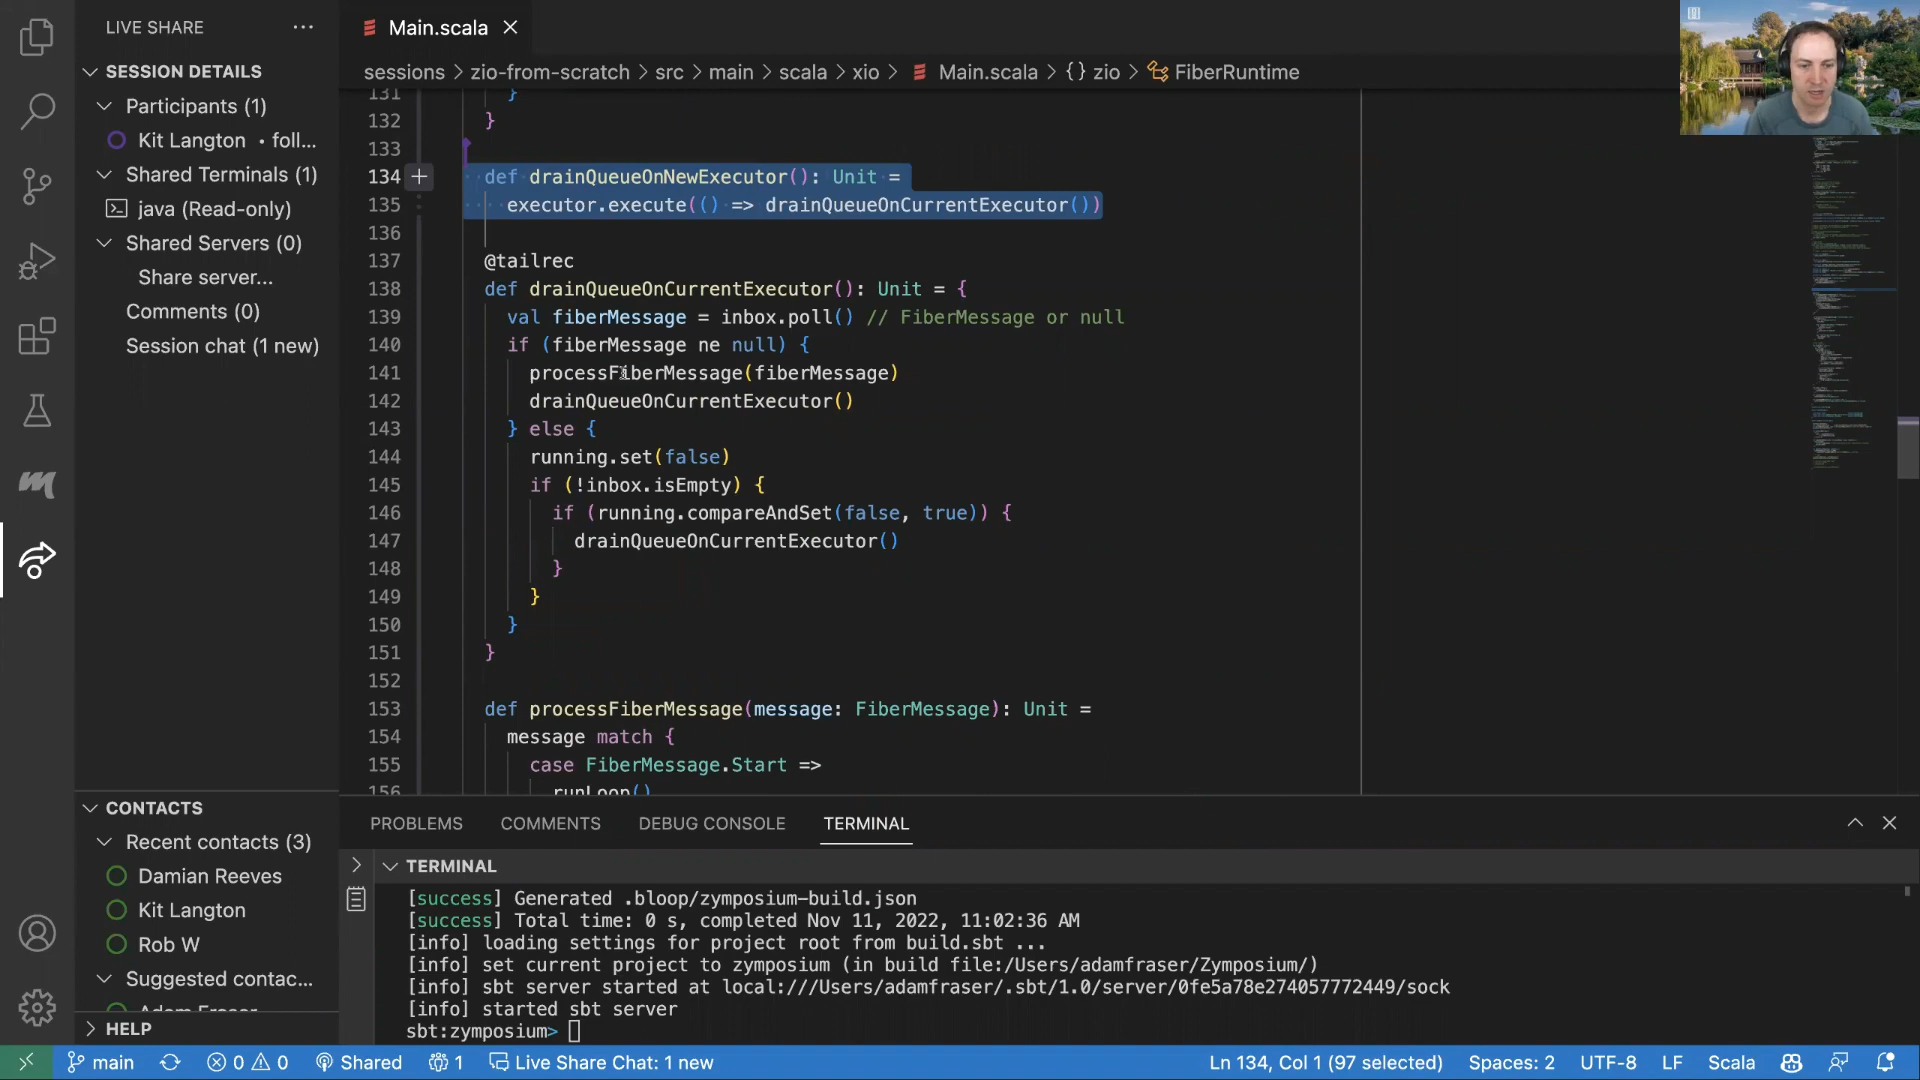 LIVE SHARE
Main.scala
SESSION DETAILS
sessions > zio-from-scratch > src > main > scala > xio > Main.scala > {} zio > FiberRuntime
Participants (1)
Kit Langton • foll...
Shared Terminals (1)
java (Read-only)
Shared Servers (0)
Share server...
Comments (0)
Session chat (1 new)
131 }
132 }
133
134 def drainQueueOnNewExecutor(): Unit =
135 executor.execute(() => drainQueueOnCurrentExecutor())
136
137 @tailrec
138 def drainQueueOnCurrentExecutor(): Unit = {
139 val fiberMessage = inbox.poll() // FiberMessage or null
140 if (fiberMessage ne null) {
141 processFiberMessage(fiberMessage)
142 drainQueueOnCurrentExecutor()
143 } else {
144 running.set(false)
145 if (!inbox.isEmpty) {
146 if (running.compareAndSet(false, true)) {
147 drainQueueOnCurrentExecutor()
148 }
149 }
150 }
151 }
152
153 def processFiberMessage(message: FiberMessage): Unit =
154 message match {
155 case FiberMessage.Start =>
156 runLoop()
CONTACTS
Recent contacts (3)
Damian Reeves
Kit Langton
Rob W
Suggested contac...
Adam Fraser
HELP
PROBLEMS COMMENTS DEBUG CONSOLE TERMINAL
TERMINAL
[success] Generated .bloop/zymposium-build.json
[success] Total time: 0 s, completed Nov 11, 2022, 11:02:36 AM
[info] loading settings for project root from build.sbt ...
[info] set current project to zymposium (in build file:/Users/adamfraser/Zymposium/)
[info] sbt server started at local:///Users/adamfraser/.sbt/1.0/server/0fe5a78e274057772449/sock
[info] started sbt server
sbt:zymposium>
main 0 0 Shared 1 Live Share Chat: 1 new Ln 134, Col 1 (97 selected) Spaces: 2 UTF-8 LF Scala